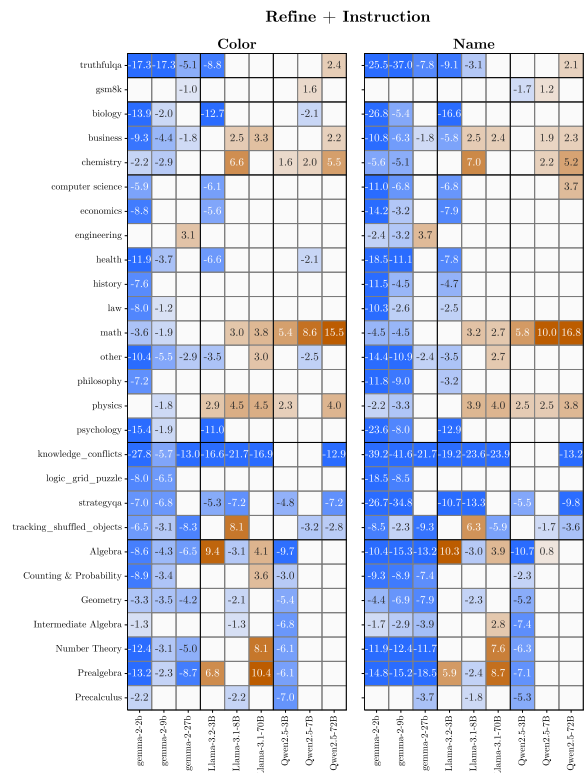 Refine + Instruction
Color Name
truthfulqa -17.3 -17.3 -5.1 -8.8 2.4 -25.5 -37.0 -7.8 -9.1 -3.1 2.1
gsm8k -1.0 1.6 -1.7 1.2
biology -13.9 -2.0 -12.7 -2.1 -26.8 -5.4 -16.6
business -9.3 -4.4 -1.8 2.5 3.3 2.2 -10.8 -6.3 -1.8 -5.8 2.5 2.4 1.9 2.3
chemistry -2.2 -2.9 6.6 1.6 2.0 5.5 -5.6 -5.1 7.0 2.2 5.2
computer science -5.9 -6.1 -11.0 -6.8 -6.8 3.7
economics -8.8 -5.6 -14.2 -3.2 -7.9
engineering 3.1 -2.4 -3.2 3.7
health -11.9 -3.7 -6.6 -2.1 -18.5 -11.1 -7.8
history -7.6 -11.5 -4.5 -4.7
law -8.0 -1.2 -10.3 -2.6 -2.5
math -3.6 -1.9 3.0 3.8 5.4 8.6 15.5 -4.5 -4.5 3.2 2.7 5.8 10.0 16.8
other -10.4 -5.5 -2.9 -3.5 3.0 -2.5 -14.4 -10.9 -2.4 -3.5 2.7
philosophy -7.2 -11.8 -9.0 -3.2
physics -1.8 2.9 4.5 4.5 2.3 4.0 -2.2 -3.3 3.9 4.0 2.5 2.5 3.8
psychology -15.4 -1.9 -11.0 -23.6 -8.0 -12.9
knowledge_conflicts -27.8 -5.7 -13.0 -16.6 -21.7 -16.9 -12.9 -39.2 -41.6 -21.7 -19.2 -23.6 -23.9 -13.2
logic_grid_puzzle -8.0 -6.5 -18.5 -8.5
strategyqa -7.0 -6.8 -5.3 -7.2 -4.8 -7.2 -26.7 -34.8 -10.7 -13.3 -5.5 -9.8
tracking_shuffled_objects -6.5 -3.1 -8.3 8.1 -3.2 -2.8 -8.5 -2.3 -9.3 6.3 -5.9 -1.7 -3.6
Algebra -8.6 -4.3 -6.5 9.4 -3.1 4.1 -9.7 -10.4 -15.3 -13.2 10.3 -3.0 3.9 -10.7 0.8
Counting & Probability -8.9 -3.4 3.6 -3.0 -9.3 -8.9 -7.4 -2.3
Geometry -3.3 -3.5 -4.2 -2.1 -5.4 -4.4 -6.9 -7.9 -2.3 -5.2
Intermediate Algebra -1.3 -1.3 -6.8 -1.7 -2.9 -3.9 2.8 -7.4
Number Theory -12.4 -3.1 -5.0 8.1 -6.1 -11.9 -12.4 -11.7 7.6 -6.3
Prealgebra -13.2 -2.3 -8.7 6.8 10.4 -6.1 -14.8 -15.2 -18.5 5.9 -2.4 8.7 -7.1
Precalculus -2.2 -2.2 -7.0 -3.7 -1.8 -5.3
gemma-2-2b gemma-2-9b gemma-2-27b Llama-3.2-3B Llama-3.1-8B .lama-3.1-70B Qwen2.5-3B Qwen2.5-7B Qwen2.5-72B gemma-2-2b gemma-2-9b gemma-2-27b Llama-3.2-3B Llama-3.1-8B .lama-3.1-70B Qwen2.5-3B Qwen2.5-7B Qwen2.5-72B